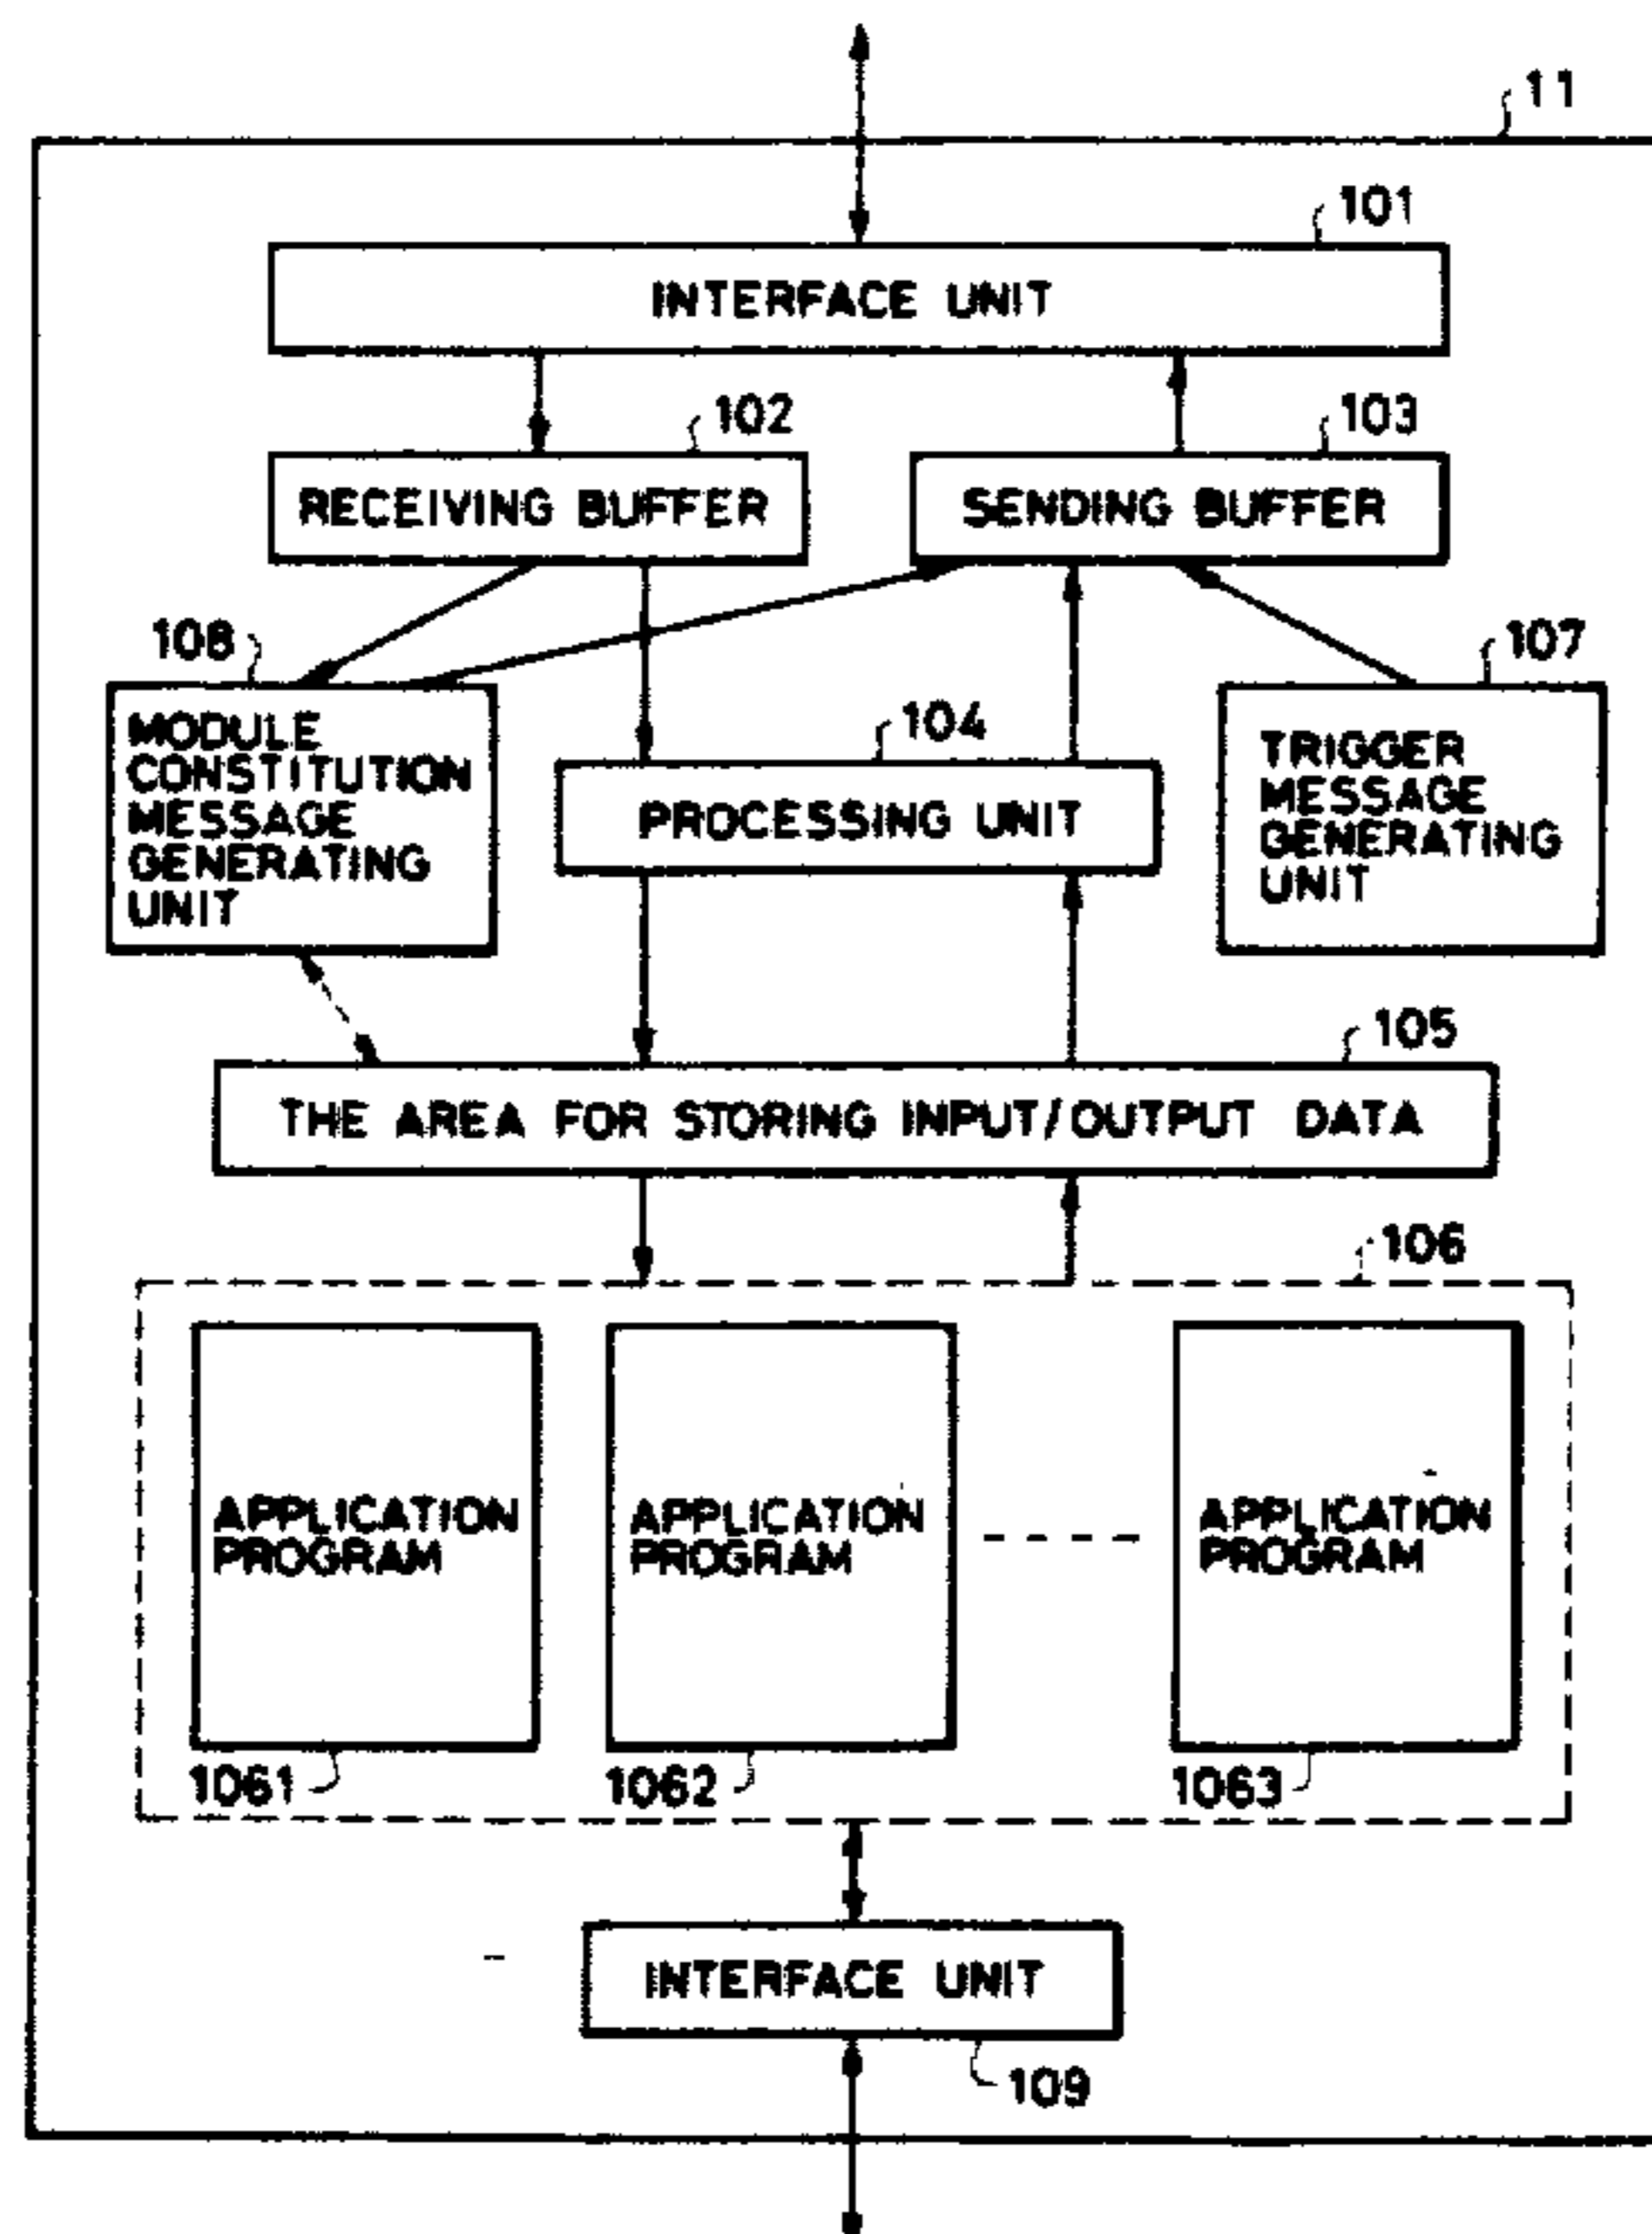 11
101
INTERFACE UNIT
102
103
RECEIVING BUFFER
SENDING BUFFER
108
107
MODULE
CONSTITUTION
MESSAGE
GENERATING
UNIT
104
PROCESSING UNIT
TRIGGER
MESSAGE
GENERATING
UNIT
105
THE AREA FOR STORING INPUT/OUTPUT DATA
106
APPLICATION
PROGRAM
APPLICATION
PROGRAM
APPLICATION
PROGRAM
1061
1062
1063
INTERFACE UNIT
109